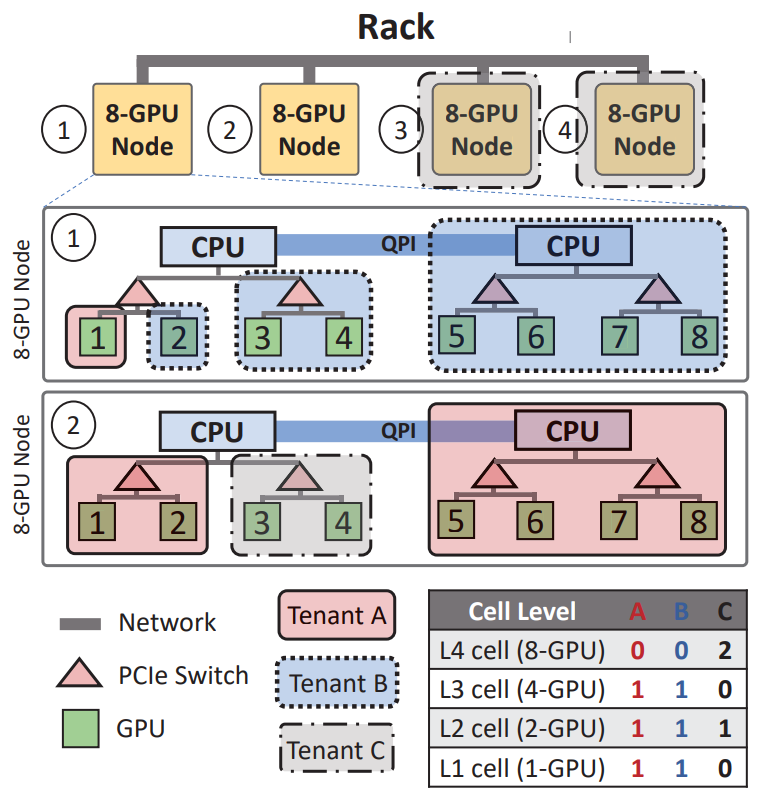 Rack
1 8-GPU Node
2 8-GPU Node
3 8-GPU Node
4 8-GPU Node
8-GPU Node
1
CPU QPI CPU
1 2 3 4 5 6 7 8
8-GPU Node
2
CPU QPI CPU
1 2 3 4 5 6 7 8
Network
PCIe Switch
GPU
Tenant A
Tenant B
Tenant C
Cell Level A B C
L4 cell (8-GPU) 0 0 2
L3 cell (4-GPU) 1 1 0
L2 cell (2-GPU) 1 1 1
L1 cell (1-GPU) 1 1 0